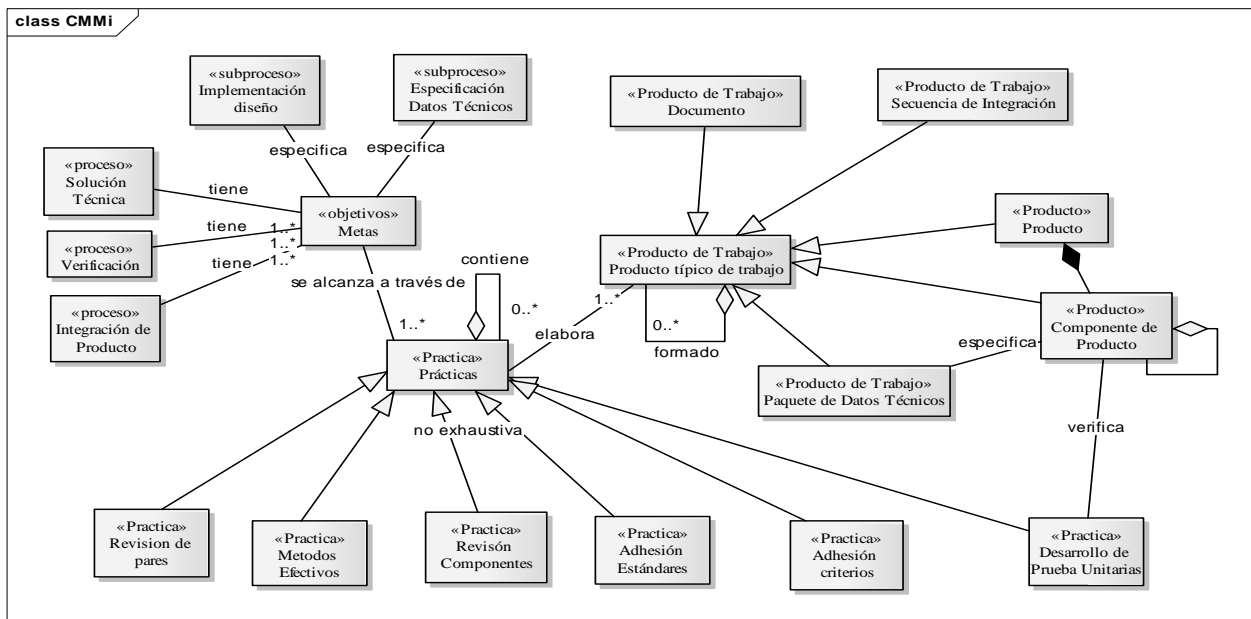 class CMMi
«subproceso»
Implementación
diseño
«subproceso»
Especificación
Datos Técnicos
«Producto de Trabajo»
Documento
«Producto de Trabajo»
Secuencia de Integración
especifica
especifica
«proceso»
Solución
Técnica
tiene
«objetivos»
Metas
«Producto»
Producto
«proceso»
Verificación
tiene
1..*
1..*
1..*
tiene
«Producto de Trabajo»
Producto típico de trabajo
contiene
se alcanza a través de
«proceso»
Integración de
Producto
1..*
0..*
1..*
elabora
0..*
formado
«Producto»
Componente de
Producto
especifica
«Practica»
Prácticas
«Producto de Trabajo»
Paquete de Datos Técnicos
no exhaustiva
verifica
«Practica»
Revision de
pares
«Practica»
Metodos
Efectivos
«Practica»
Revisón
Componentes
«Practica»
Adhesión
Estándares
«Practica»
Adhesión
criterios
«Practica»
Desarrollo de
Prueba Unitarias